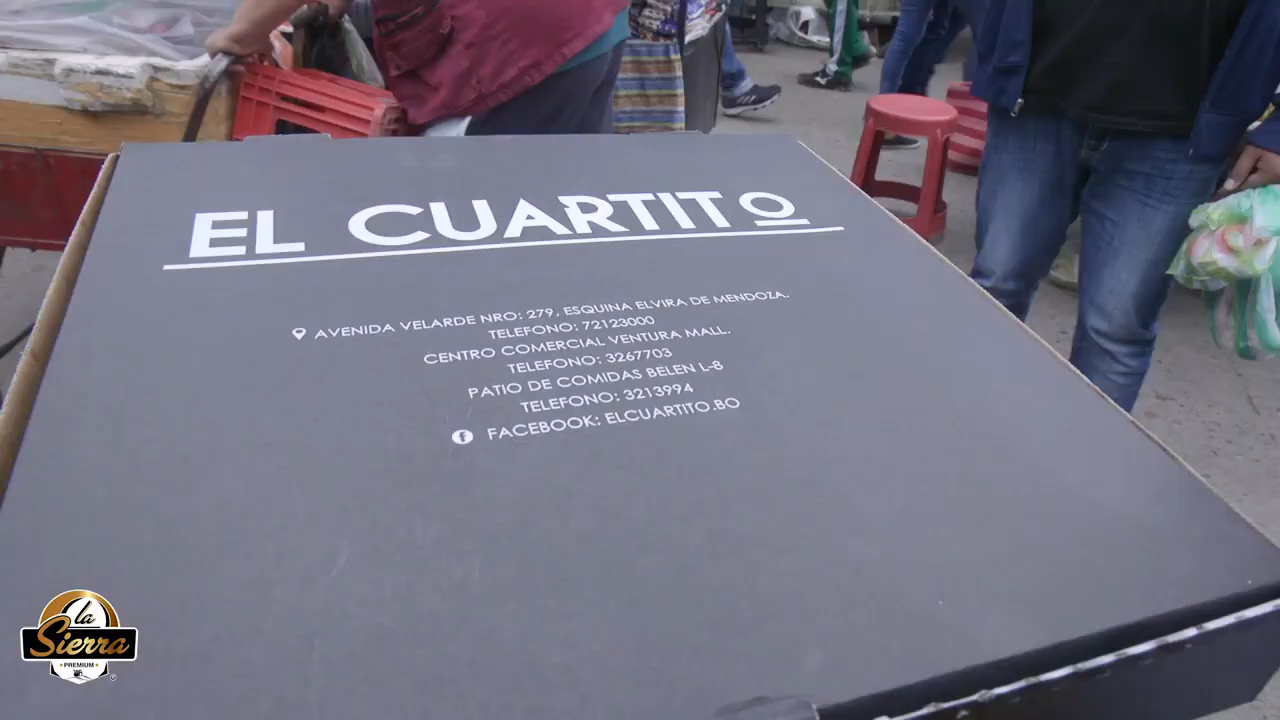 EL CUARTITO
AVENIDA VELARDE NRO: 279, ESQUINA ELVIRA DE MENDOZA.
TELEFONO: 72123000
CENTRO COMERCIAL VENTURA MALL.
TELEFONO: 3267703
PATIO DE COMIDAS BELEN L-8
TELEFONO: 3213994
FACEBOOK: ELCUARTITO.BO
la
Sierra
PREMIUM